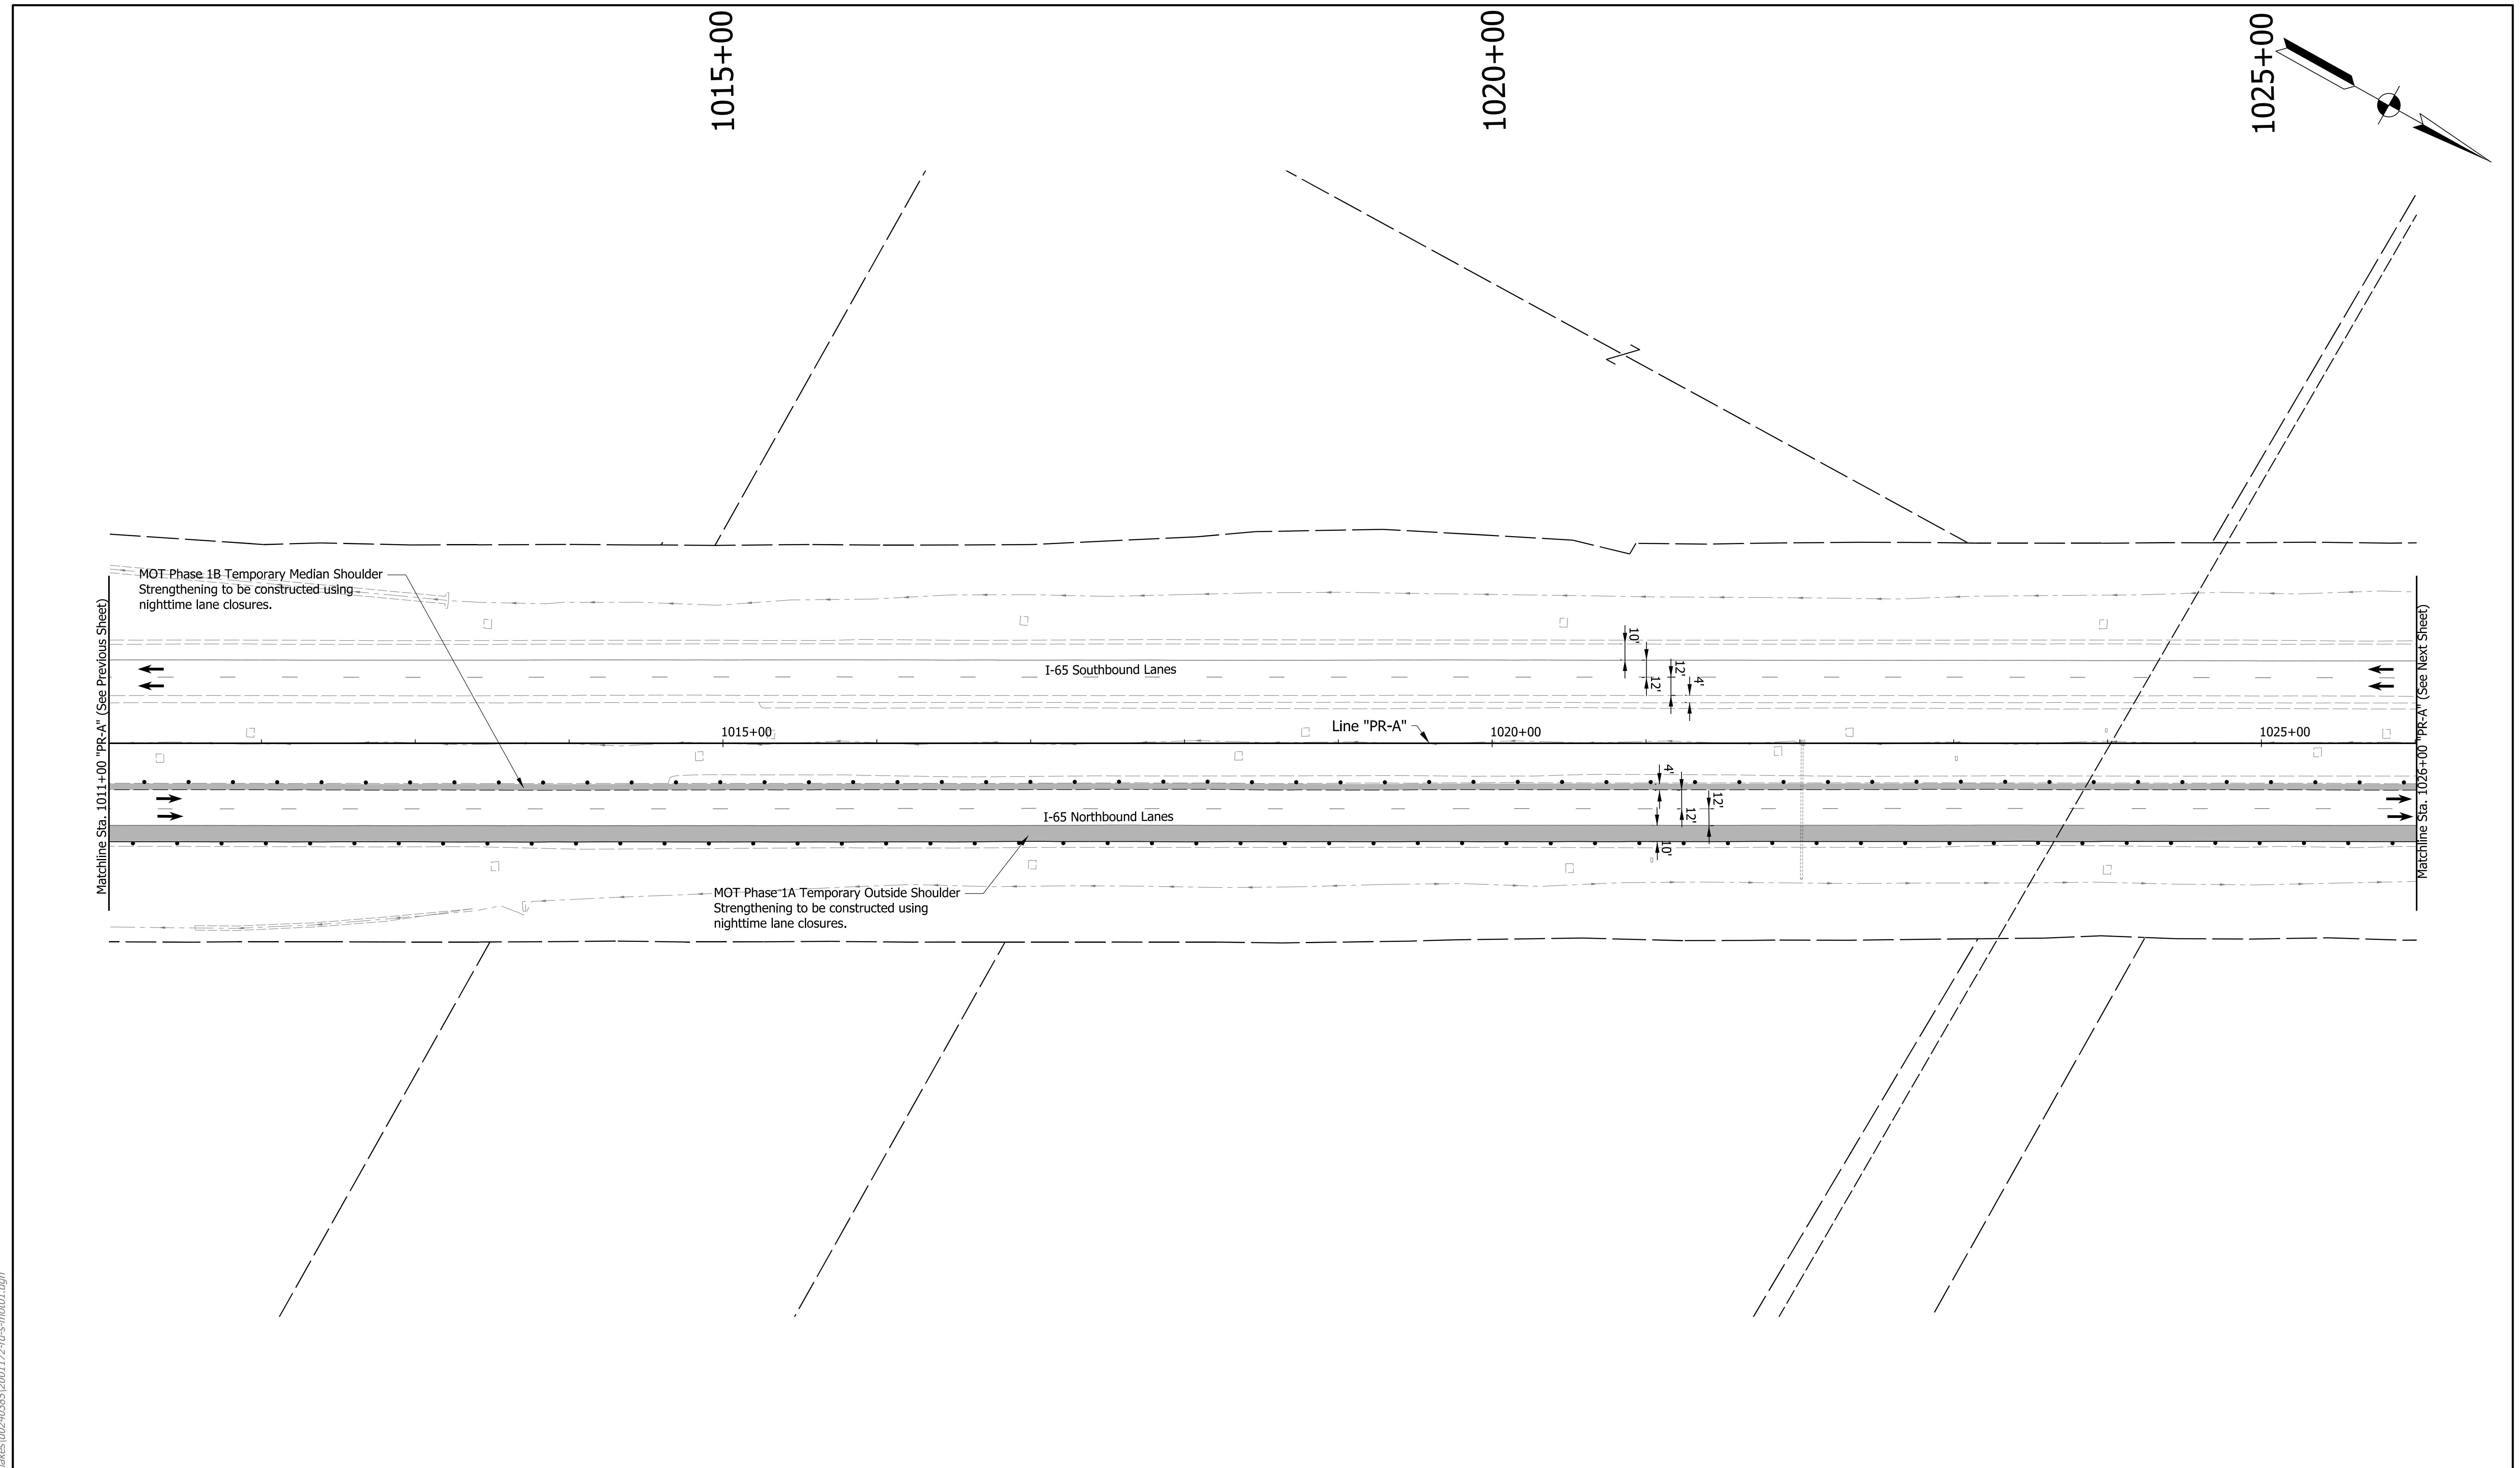 1015+00
1020+00
1025+00
MOT Phase 1B Temporary Median Shoulder
Strengthening to be constructed using
nighttime lane closures.
Matchline Sta. 1011+00 "PR-A" (See Previous Sheet)
Matchline Sta. 1026+00 "PR-A" (See Next Sheet)
10'
12'
12'
4'
I-65 Southbound Lanes
Line "PR-A"
1015+00
1020+00
1025+00
4'
12'
12'
10'
I-65 Northbound Lanes
MOT Phase 1A Temporary Outside Shoulder
Strengthening to be constructed using
nighttime lane closures.